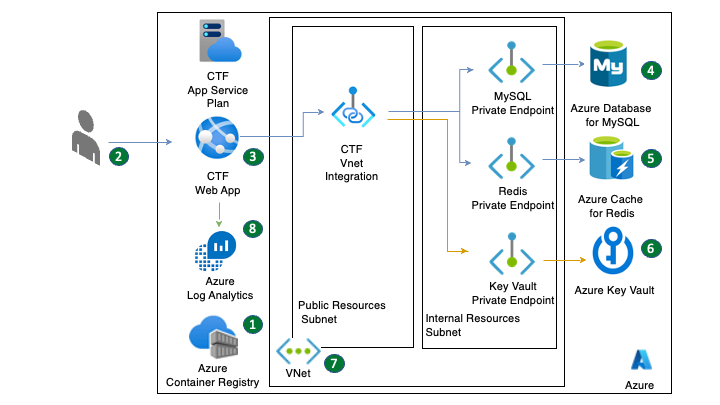 CTF
App Service
Plan
2
3
CTF
Web App
8
Azure
Log Analytics
1
Azure
Container Registry
CTF
Vnet
Integration
Public Resources
Subnet
VNet
7
MySQL
Private Endpoint
Redis
Private Endpoint
Key Vault
Private Endpoint
Internal Resources
Subnet
My
4
Azure Database
for MySQL
5
Azure Cache
for Redis
6
Azure Key Vault
Azure